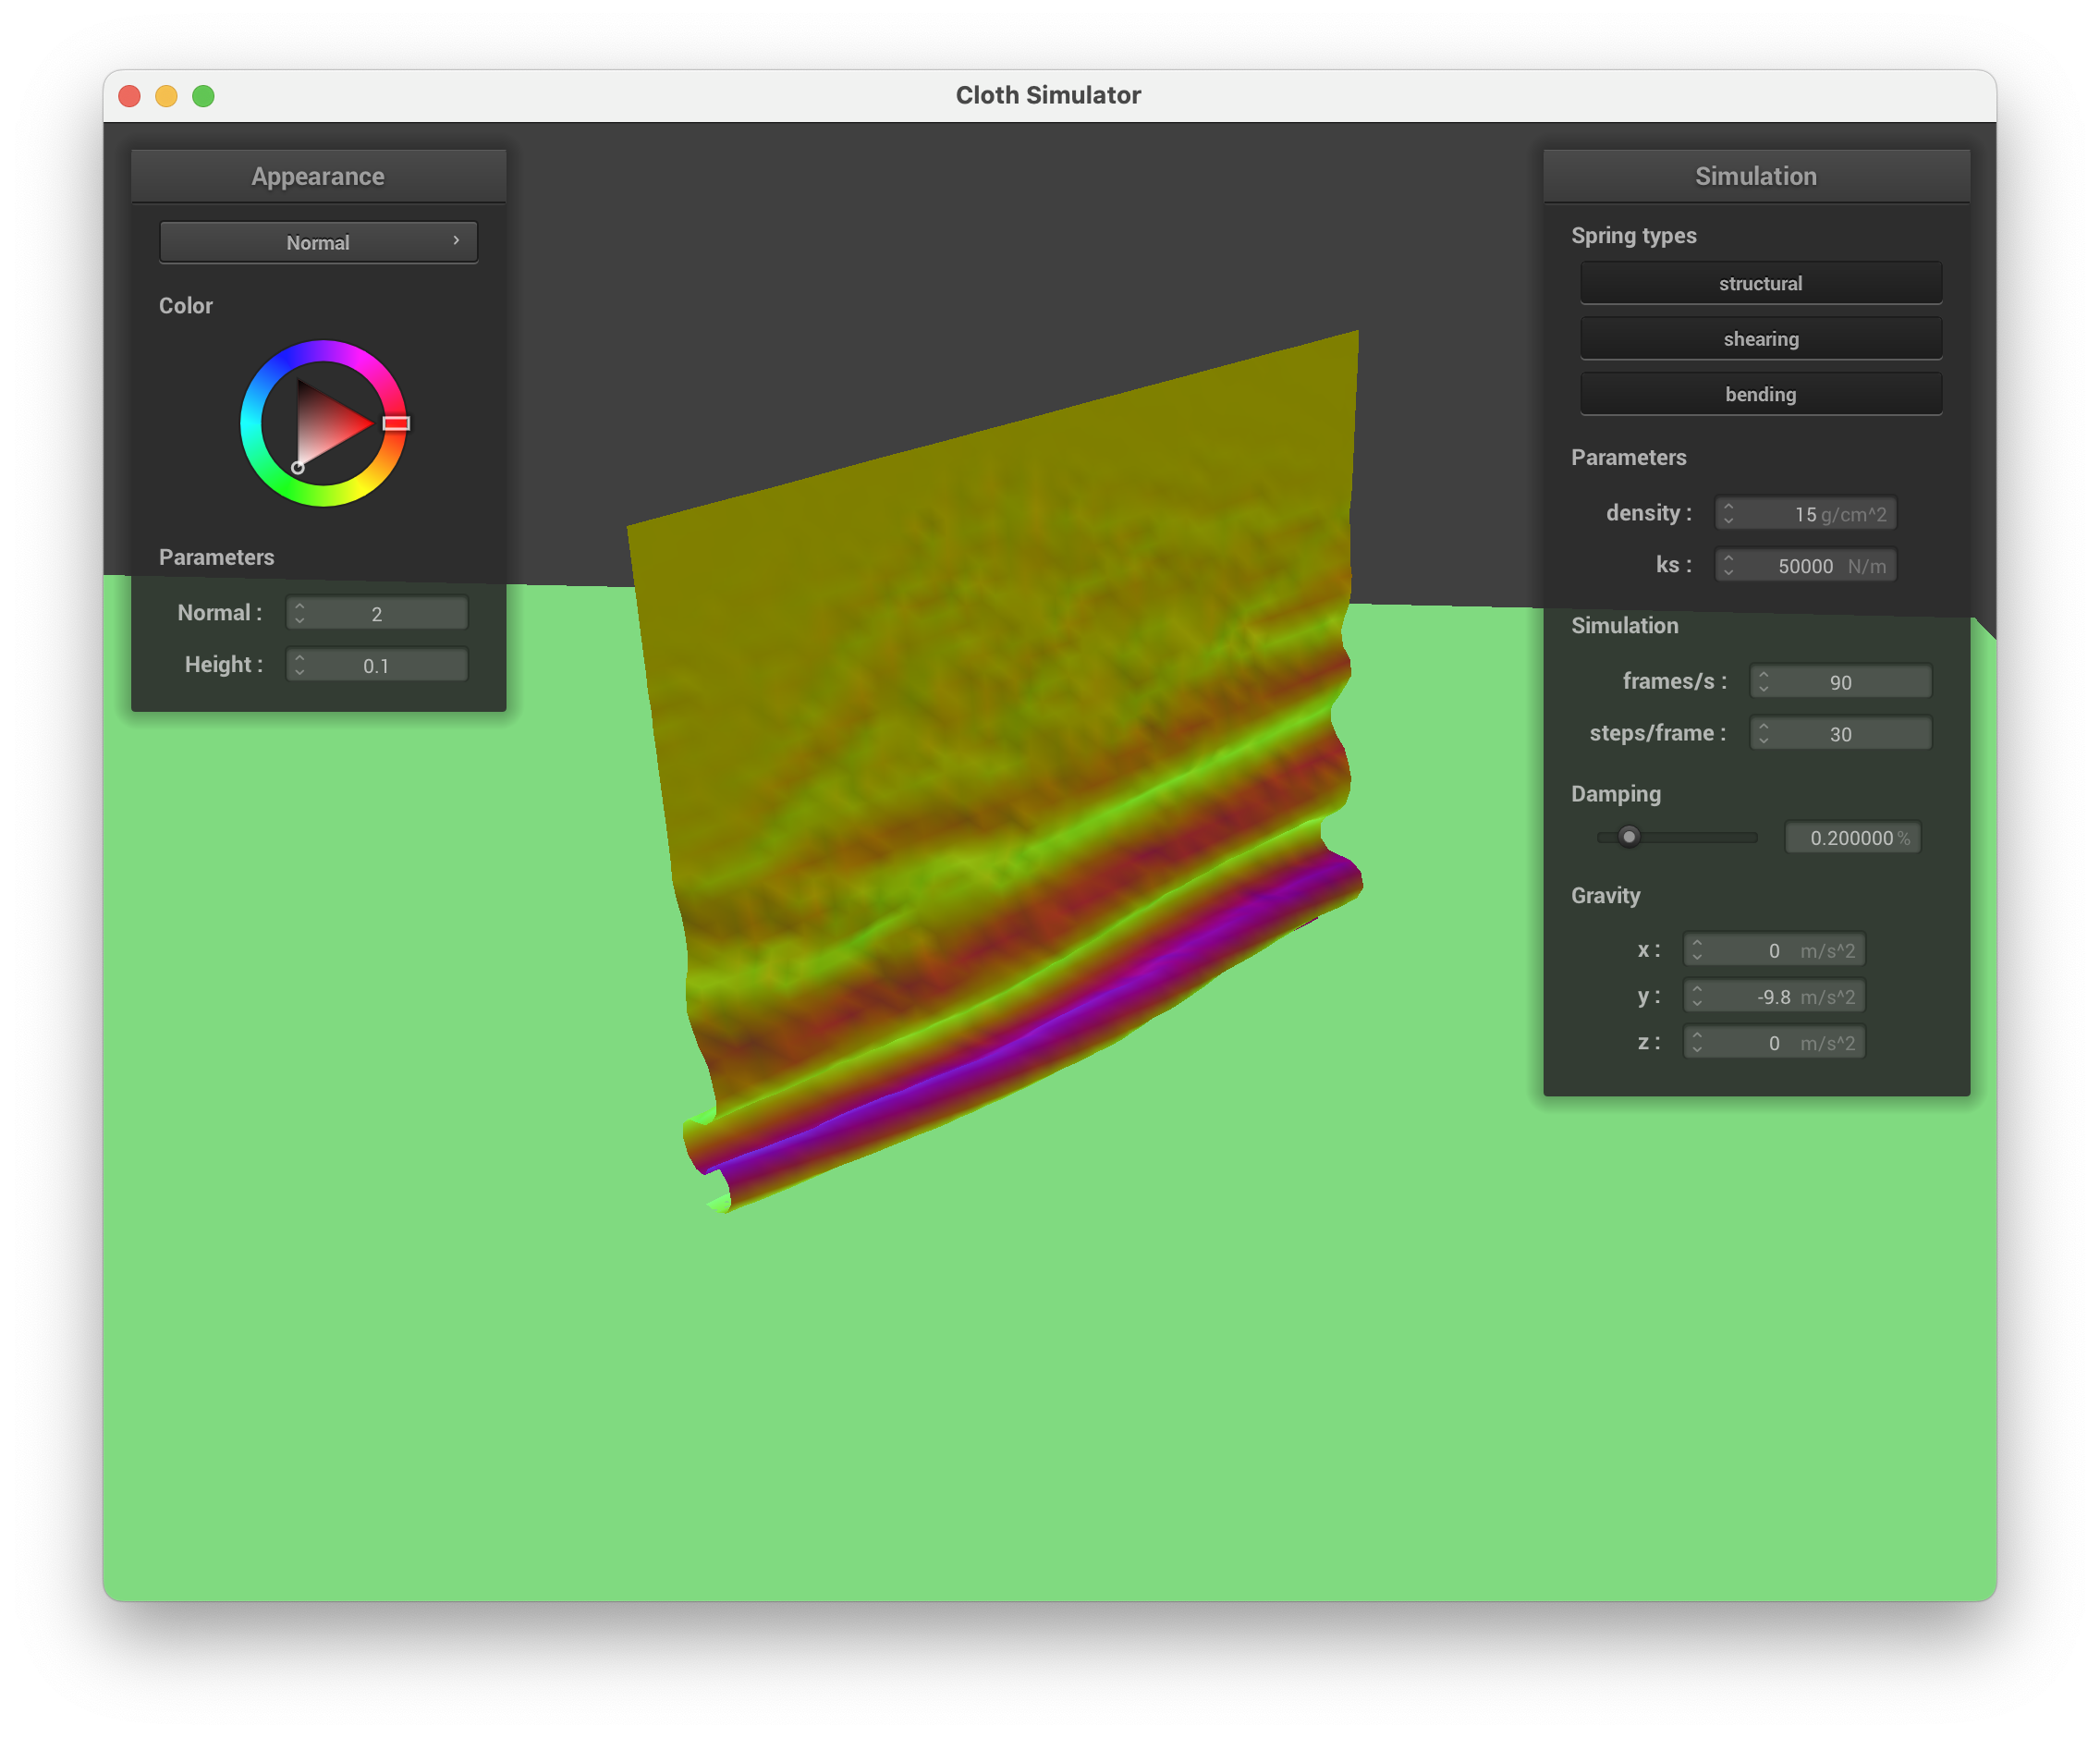 Cloth Simulator
Appearance
Normal
Color
Parameters
Normal : 2
Height : 0.1
Simulation
Spring types
structural
shearing
bending
Parameters
density : 15 g/cm^2
ks : 50000 N/m
Simulation
frames/s : 90
steps/frame : 30
Damping
0.200000 %
Gravity
x : 0 m/s^2
y : -9.8 m/s^2
z : 0 m/s^2